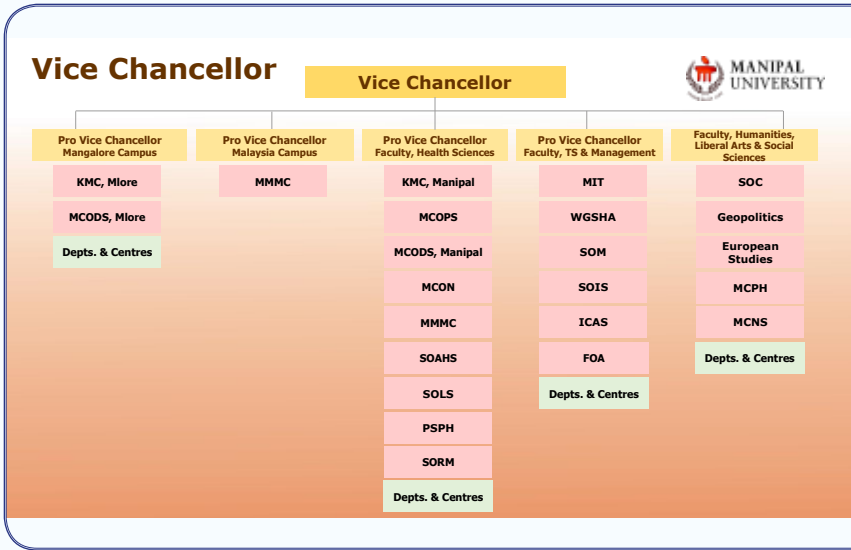 Vice Chancellor
Vice Chancellor
MANIPAL
UNIVERSITY
Pro Vice Chancellor
Mangalore Campus
KMC, Mlore
MCODS, Mlore
Depts. & Centres
Pro Vice Chancellor
Malaysia Campus
MMMC
Pro Vice Chancellor
Faculty, Health Sciences
KMC, Manipal
MCOPS
MCODS, Manipal
MCON
MMMC
SOAHS
SOLS
PSPH
SORM
Depts. & Centres
Pro Vice Chancellor
Faculty, TS & Management
MIT
WGSHA
SOM
SOIS
ICAS
FOA
Depts. & Centres
Faculty, Humanities,
Liberal Arts & Social
Sciences
SOC
Geopolitics
European
Studies
MCPH
MCNS
Depts. & Centres